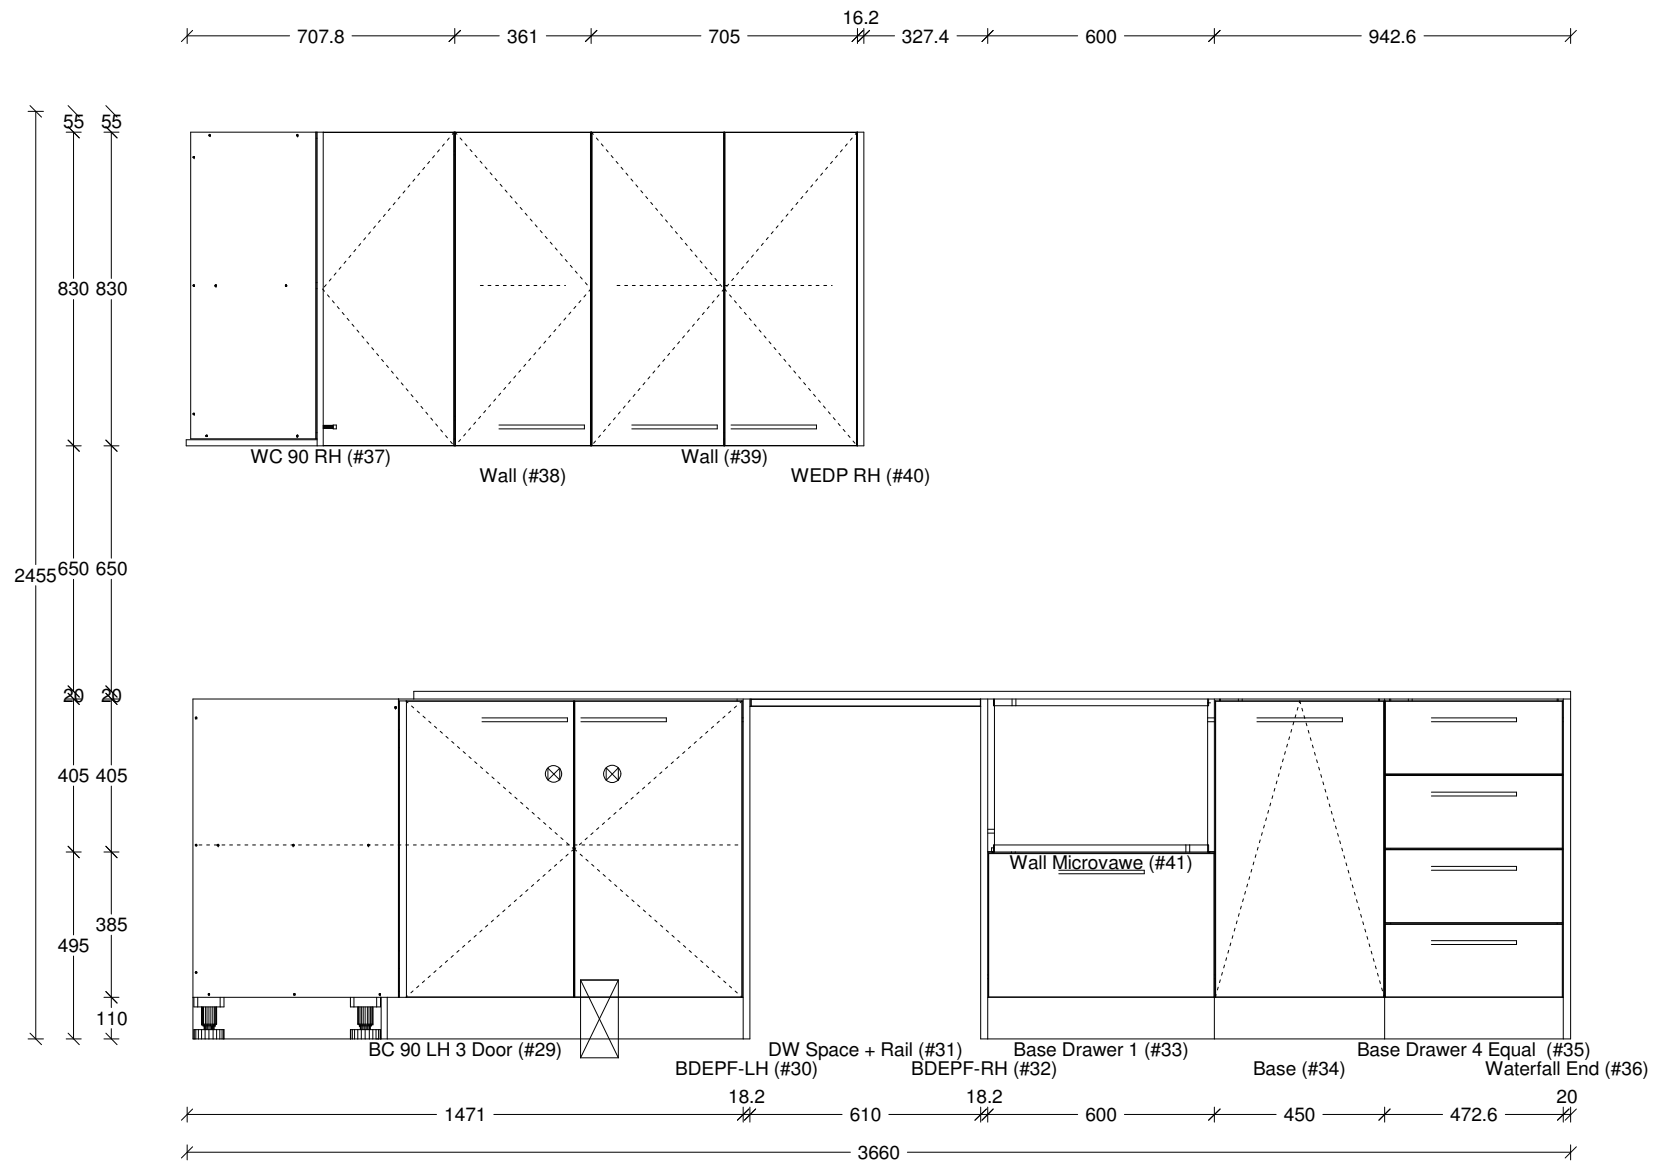 16.2
707.8 361 705 327.4 600 942.6
55 55
830 830
WC 90 RH (#37) Wall (#39)
Wall (#38) WEDP RH (#40)
2455 650 650
20 20
405 405
Wall Microvawe (#41)
385
495
110
BC 90 LH 3 Door (#29) DW Space + Rail (#31) Base Drawer 1 (#33) Base Drawer 4 Equal (#35)
BDEPF-LH (#30) BDEPF-RH (#32) Base (#34) Waterfall End (#36)
18.2 18.2 20
1471 610 600 450 472.6
3660